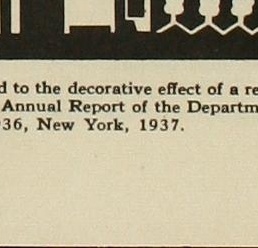 d to the decorative effect of a re
Annual Report of the Departm
36, New York, 1937.